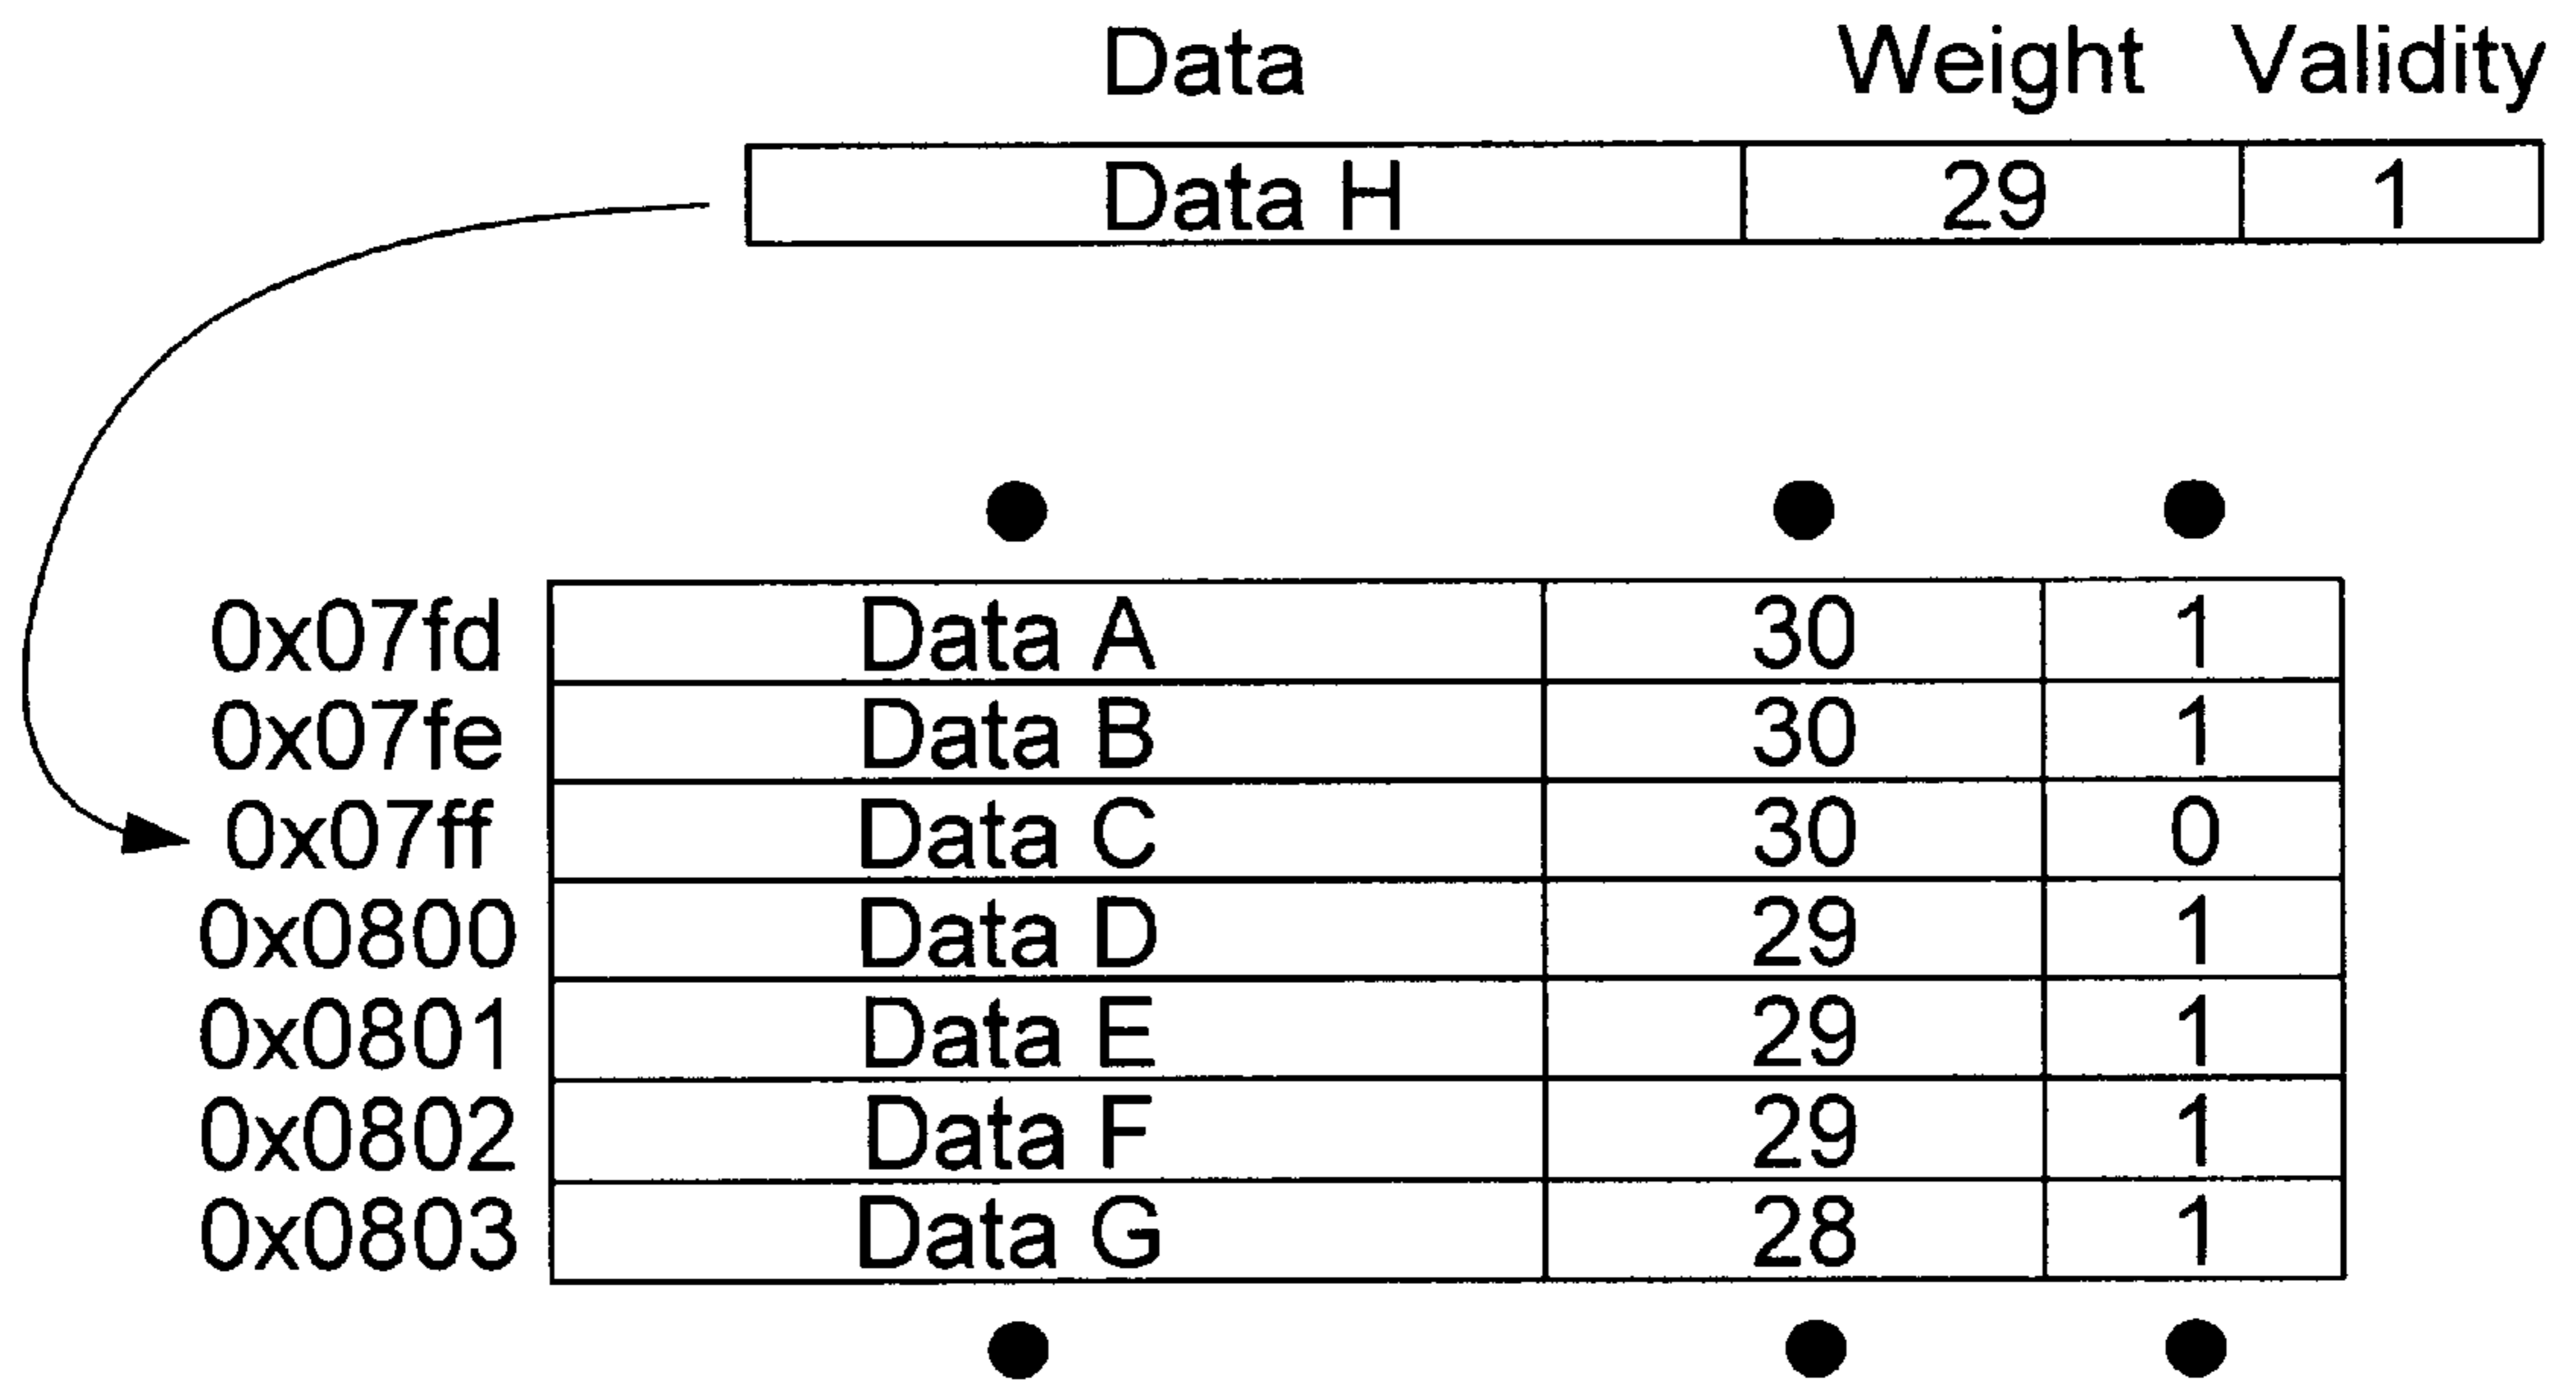 Data Weight Validity
Data H 29 1
0x07fd Data A 30 1
0x07fe Data B 30 1
0x07ff Data C 30 0
0x0800 Data D 29 1
0x0801 Data E 29 1
0x0802 Data F 29 1
0x0803 Data G 28 1